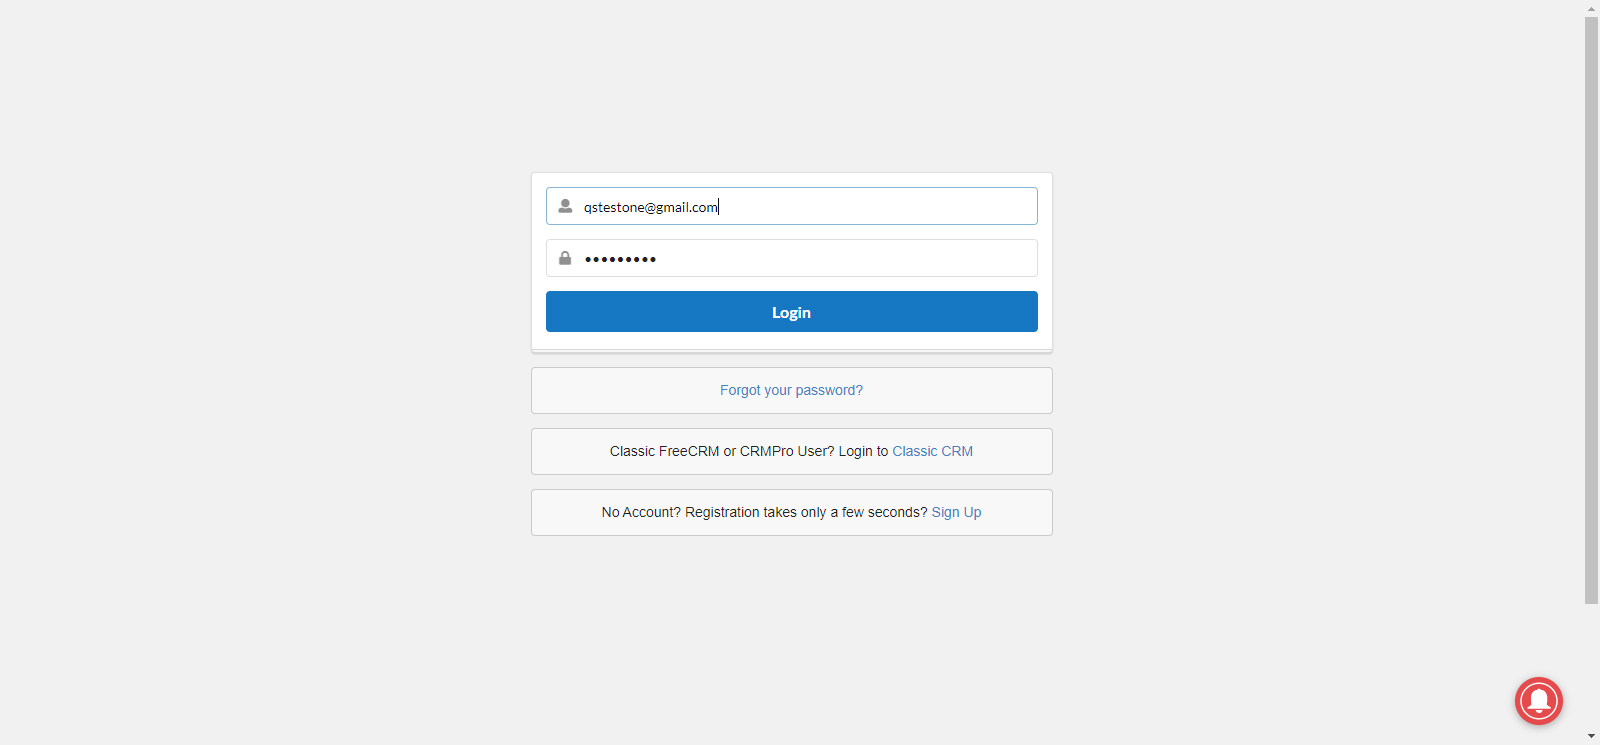 qstestone@gmail.com
•••••••••
Login
Forgot your password?
Classic FreeCRM or CRMPro User? Login to Classic CRM
No Account? Registration takes only a few seconds? Sign Up